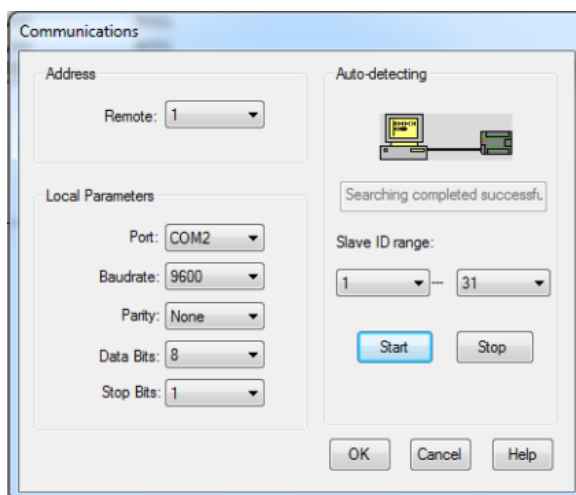 Communications
Address
Remote: 1
Local Parameters
Port: COM2
Baudrate: 9600
Parity: None
Data Bits: 8
Stop Bits: 1
Auto-detecting
Searching completed successfu
Slave ID range:
1 --- 31
Start Stop
OK Cancel Help